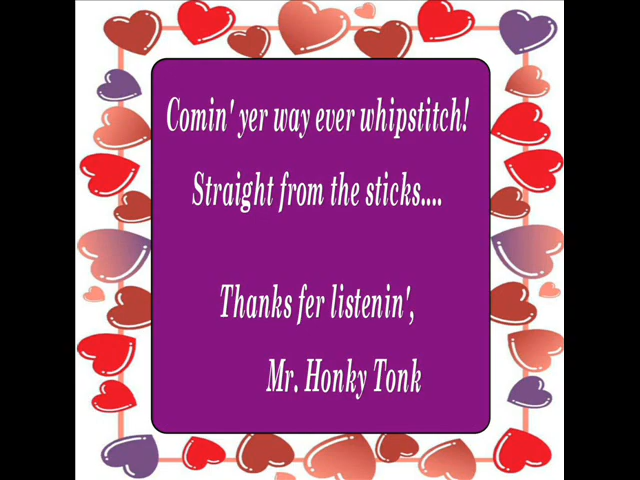 Comin' yer way ever whipstitch!
Straight from the sticks....
Thanks fer listenin',
Mr. Honky Tonk